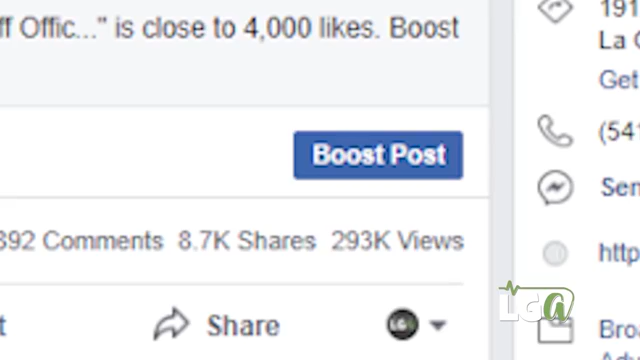 ff Offic..." is close to 4,000 likes. Boost
Boost Post
392 Comments 8.7K Shares 293K Views
t
Share
191
La
Get
(541
Sen
http
Broa
LGa